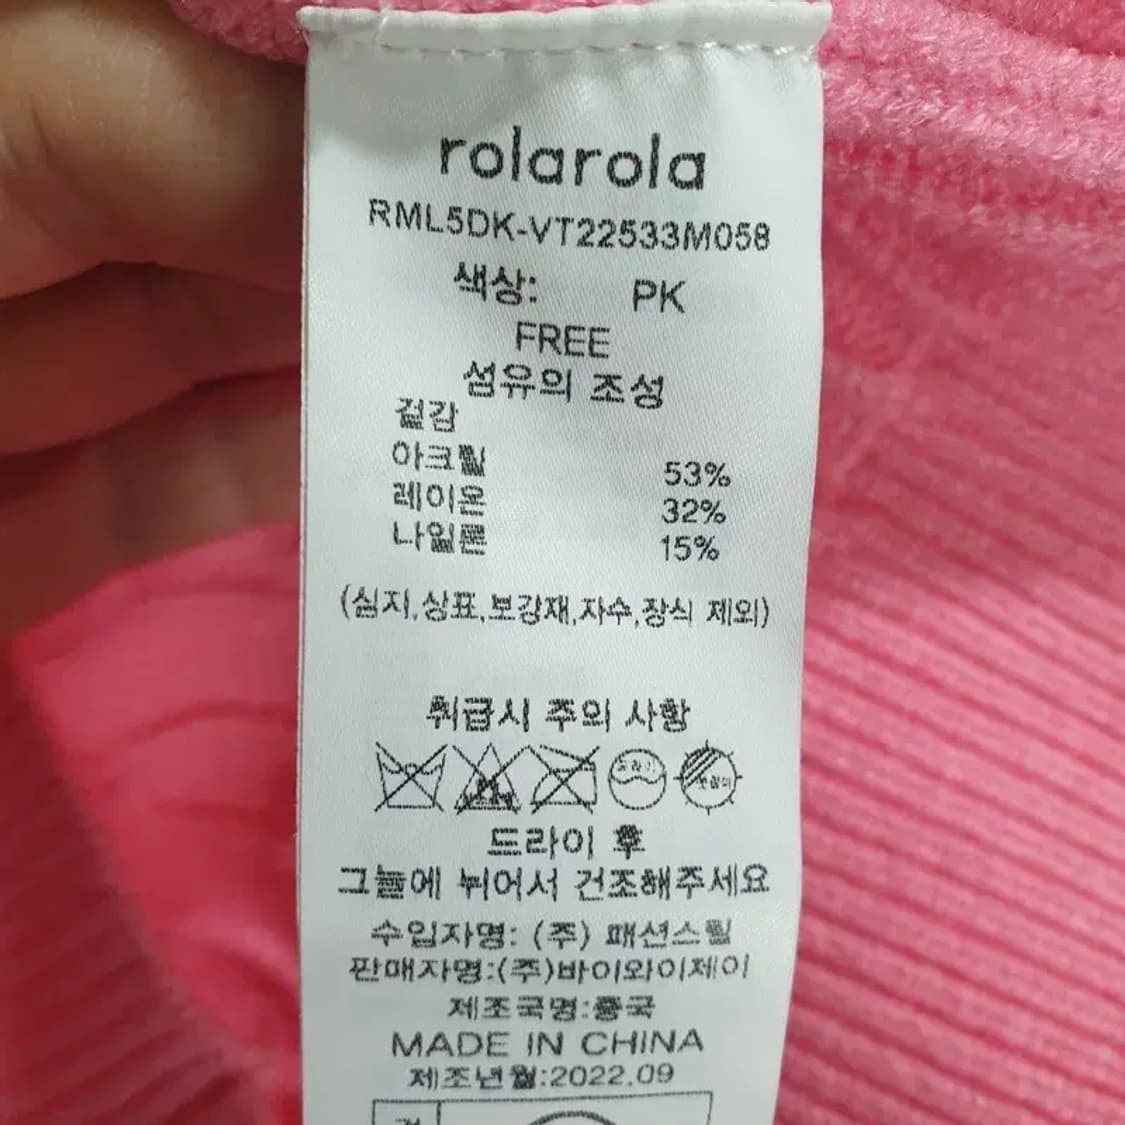 rolarola
RML5DK-VT22533M058
색상: PK
FREE
섬유의 조성
겉감
아크릴 53%
레이온 32%
나일론 15%
(심지,상표,보강재,자수,장식 제외)
취급시 주의 사항
드라이
드라이 후
그늘에 뉘어서 건조해주세요
수입자명: (주) 패션스퀼
판매자명:(주)바이와이제이
제조국명:중국
MADE IN CHINA
제조년월:2022.09